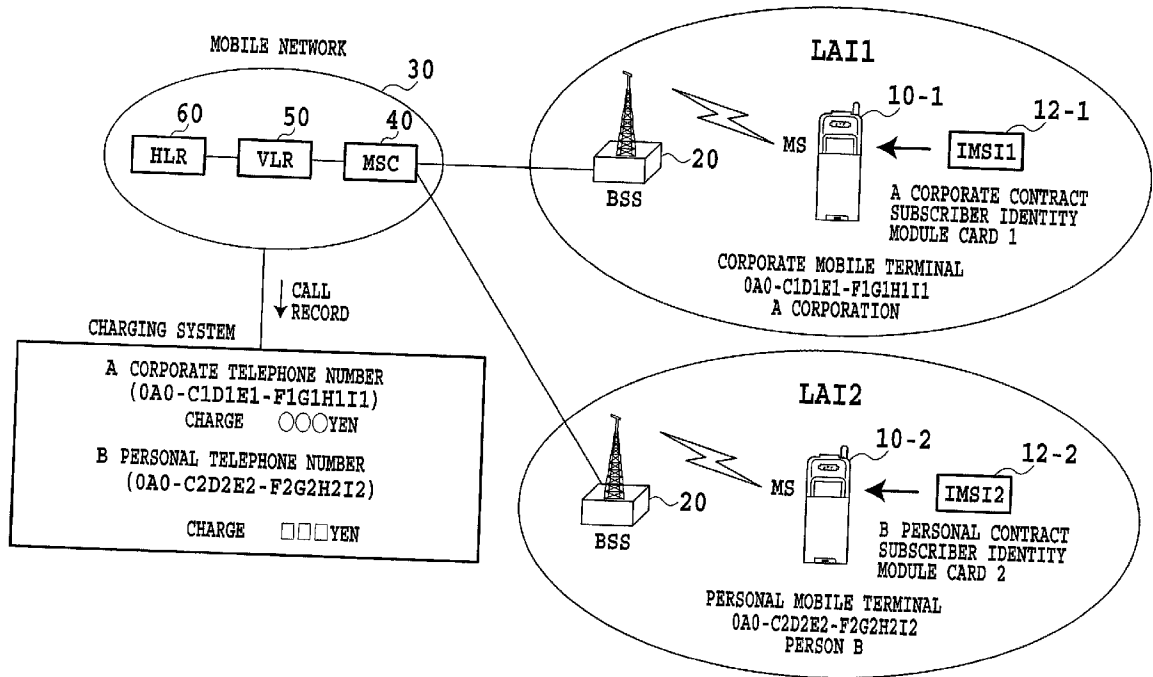 MOBILE NETWORK
30
60
50
40
HLR
VLR
MSC
LAI1
10-1
12-1
MS
IMSI1
20
BSS
A CORPORATE CONTRACT
SUBSCRIBER IDENTITY
MODULE CARD 1
CORPORATE MOBILE TERMINAL
0A0-C1D1E1-F1G1H1I1
A CORPORATION
CALL
RECORD
CHARGING SYSTEM
A CORPORATE TELEPHONE NUMBER
(0A0-C1D1E1-F1G1H1I1)
CHARGE ○○○YEN
B PERSONAL TELEPHONE NUMBER
(0A0-C2D2E2-F2G2H2I2)
CHARGE □□□YEN
LAI2
10-2
12-2
MS
IMSI2
20
BSS
B PERSONAL CONTRACT
SUBSCRIBER IDENTITY
MODULE CARD 2
PERSONAL MOBILE TERMINAL
0A0-C2D2E2-F2G2H2I2
PERSON B